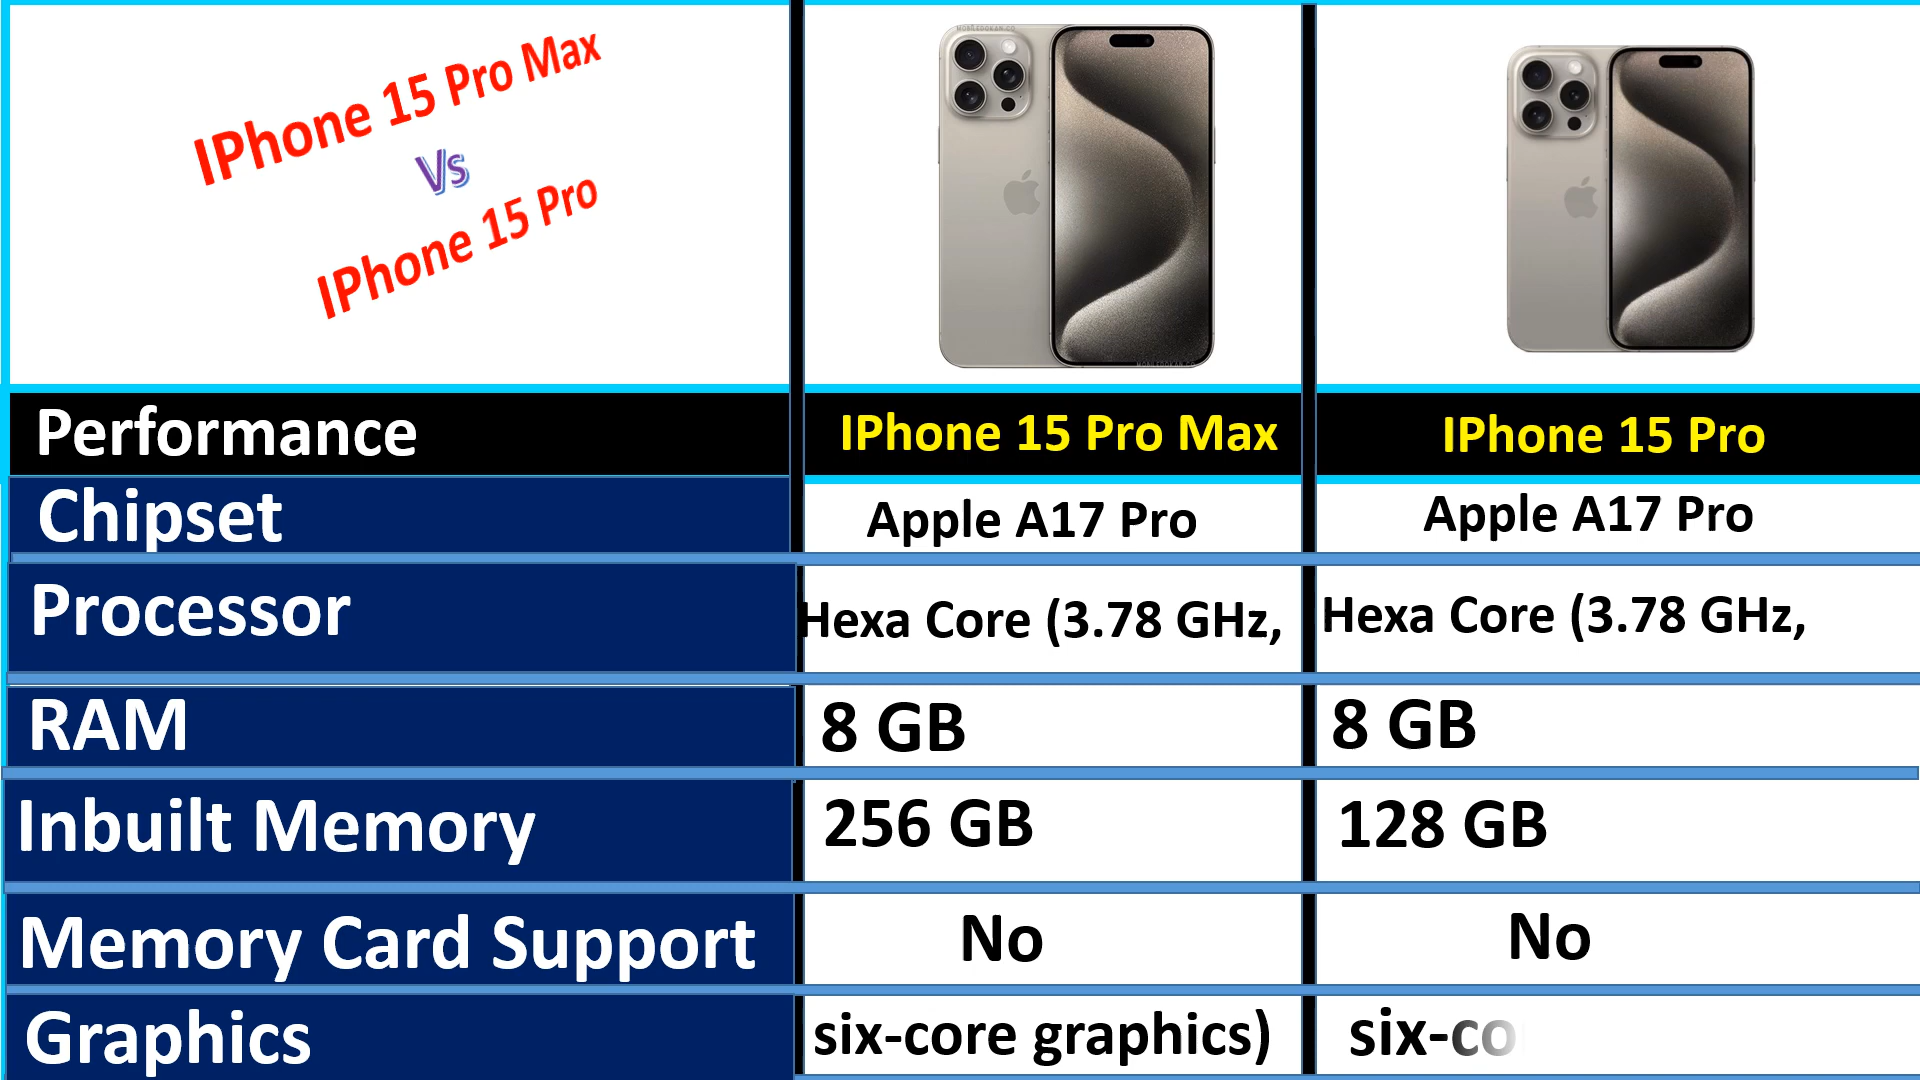 IPhone 15 Pro Max
Vs
IPhone 15 Pro
Performance
IPhone 15 Pro Max
IPhone 15 Pro
Chipset
Apple A17 Pro
Apple A17 Pro
Processor
Hexa Core (3.78 GHz,
Hexa Core (3.78 GHz,
RAM
8 GB
8 GB
Inbuilt Memory
256 GB
128 GB
Memory Card Support
No
No
Graphics
six-core graphics)
six-co